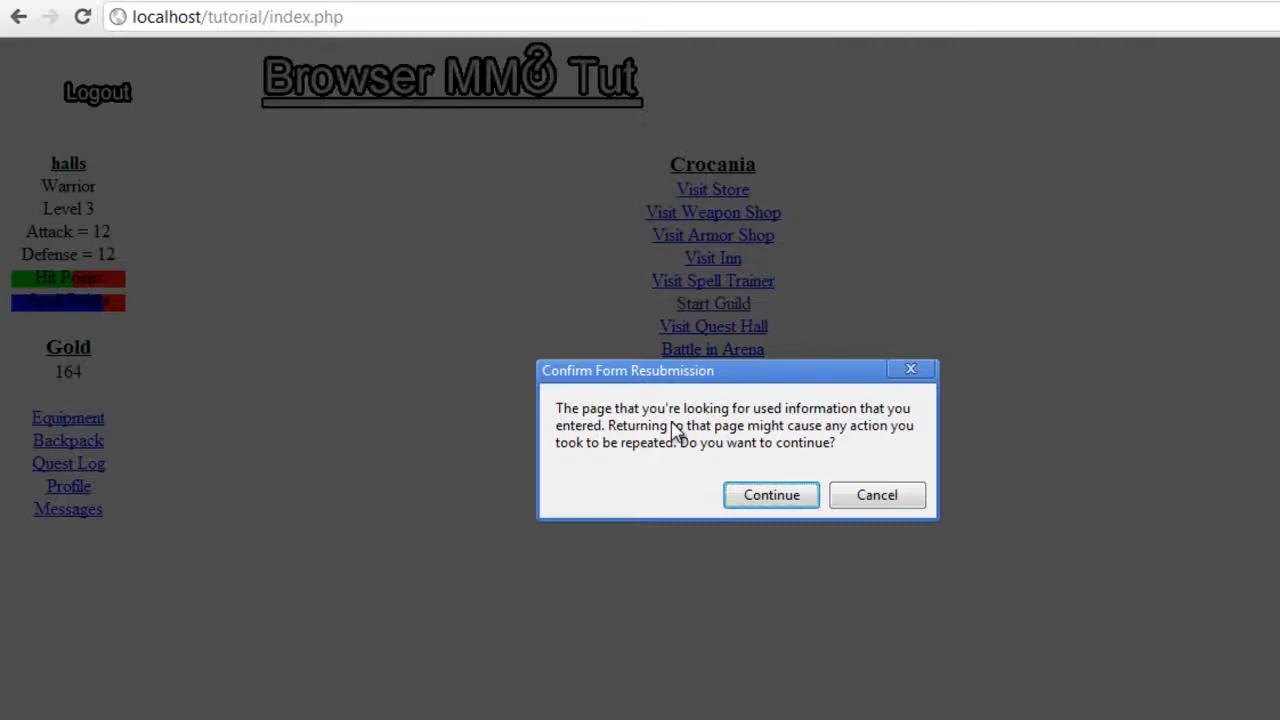 localhost/tutorial/index.php
Browser MMO Tut
Logout
halls
Warrior
Level 3
Attack = 12
Defense = 12
Hit Points
Gold
164
Equipment
Backpack
Quest Log
Profile
Messages
Crocania
Visit Store
Visit Weapon Shop
Visit Armor Shop
Visit Inn
Visit Spell Trainer
Start Guild
Visit Quest Hall
Battle in Arena
Confirm Form Resubmission
The page that you're looking for used information that you
entered. Returning to that page might cause any action you
took to be repeated. Do you want to continue?
Continue
Cancel